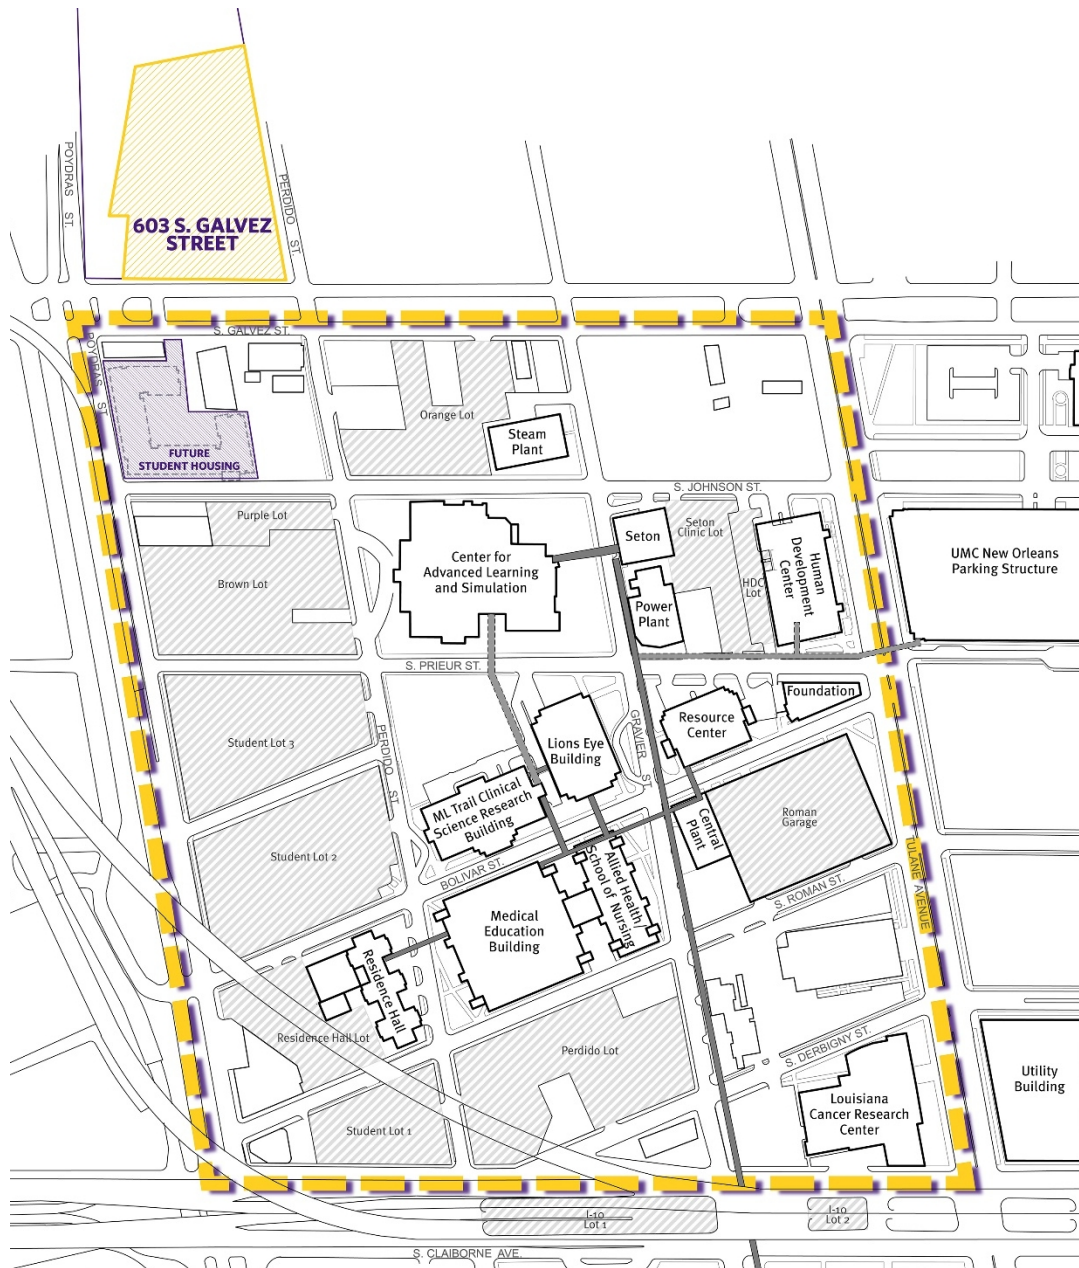 POYDRAS ST.
PERDIDO ST.
603 S. GALVEZ
STREET
S. GALVEZ ST.
POYDRAS ST.
FUTURE
STUDENT HOUSING
Orange Lot
Steam
Plant
S. JOHNSON ST.
Purple Lot
Brown Lot
Center for
Advanced Learning
and Simulation
Seton
Seton
Clinic Lot
Power
Plant
HDC
Lot
Human
Development
Center
UMC New Orleans
Parking Structure
S. PRIEUR ST.
Student Lot 3
PERDIDO ST.
Lions Eye
Building
GRAVIER ST.
Resource
Center
Foundation
ML Trail Clinical
Science Research
Building
Central
Plant
Roman
Garage
Student Lot 2
BOLIVAR ST.
Allied Health/
School of Nursing
TULANE AVENUE
S. ROMAN ST.
Medical
Education
Building
Residence Hall
Residence Hall Lot
Perdido Lot
S. DERBIGNY ST.
Utility
Building
Louisiana
Cancer Research
Center
Student Lot 1
I-10
Lot 1
I-10
Lot 2
S. CLAIBORNE AVE.